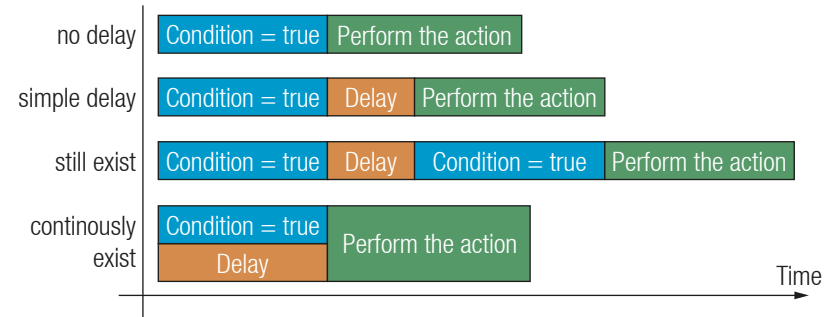 no delay Condition = true Perform the action
simple delay Condition = true Delay Perform the action
still exist Condition = true Delay Condition = true Perform the action
continously
exist
Condition = true
Delay
Perform the action
Time